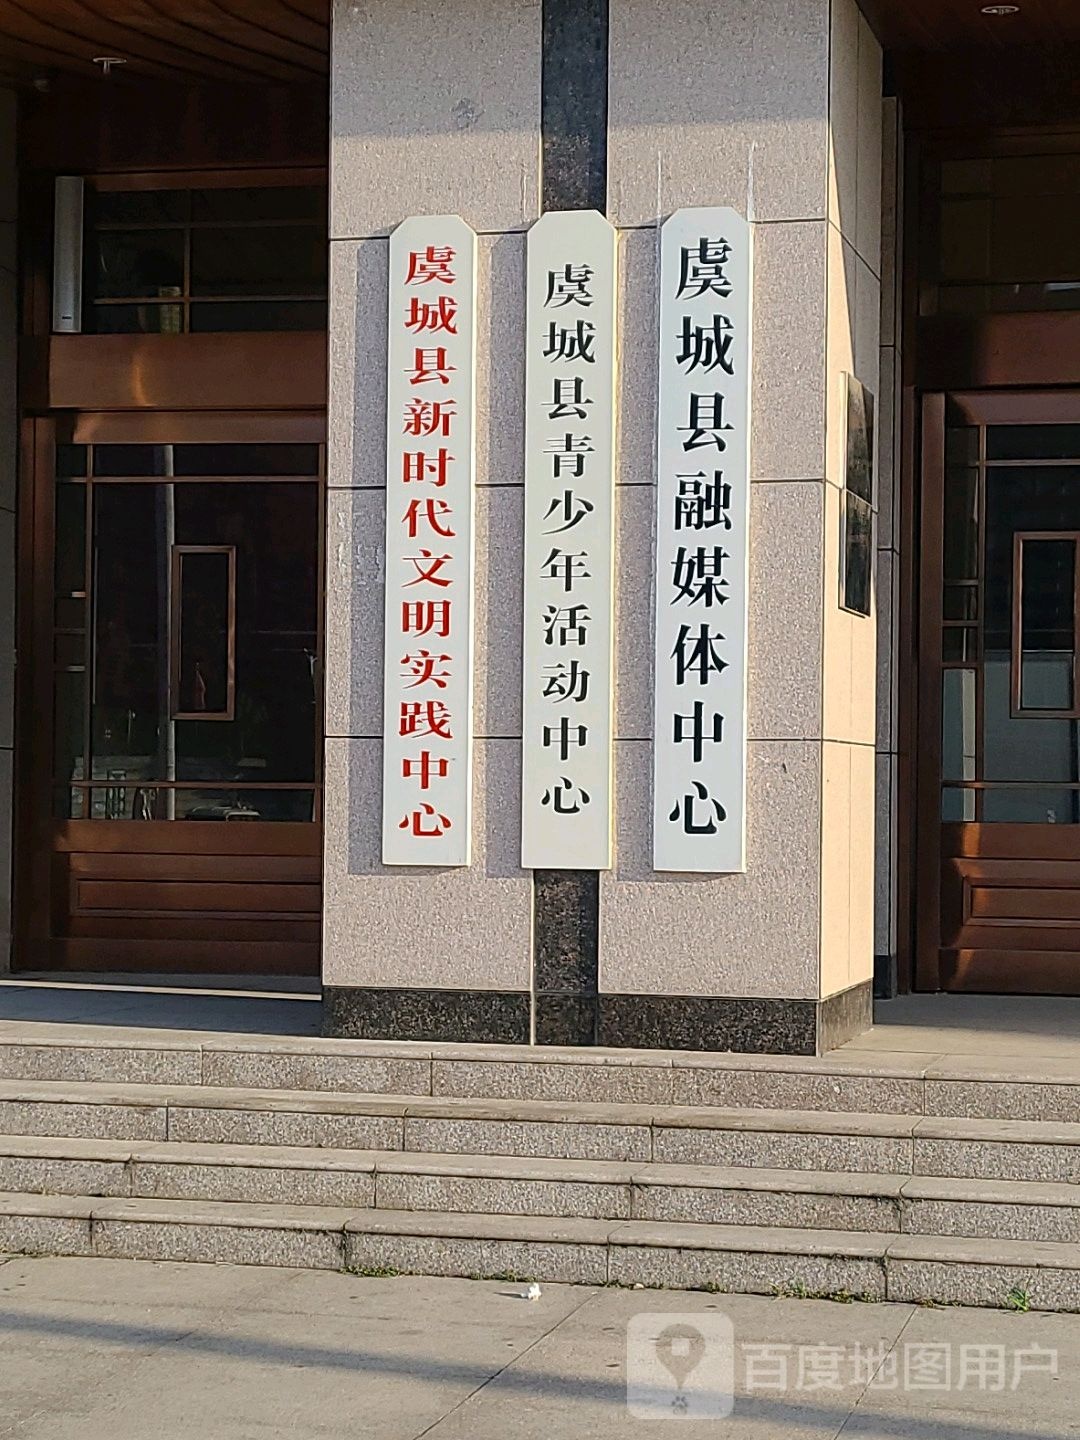 虞城县新时代文明实践中心
虞城县青少年活动中心
虞城县融媒体中心
百度地图用户